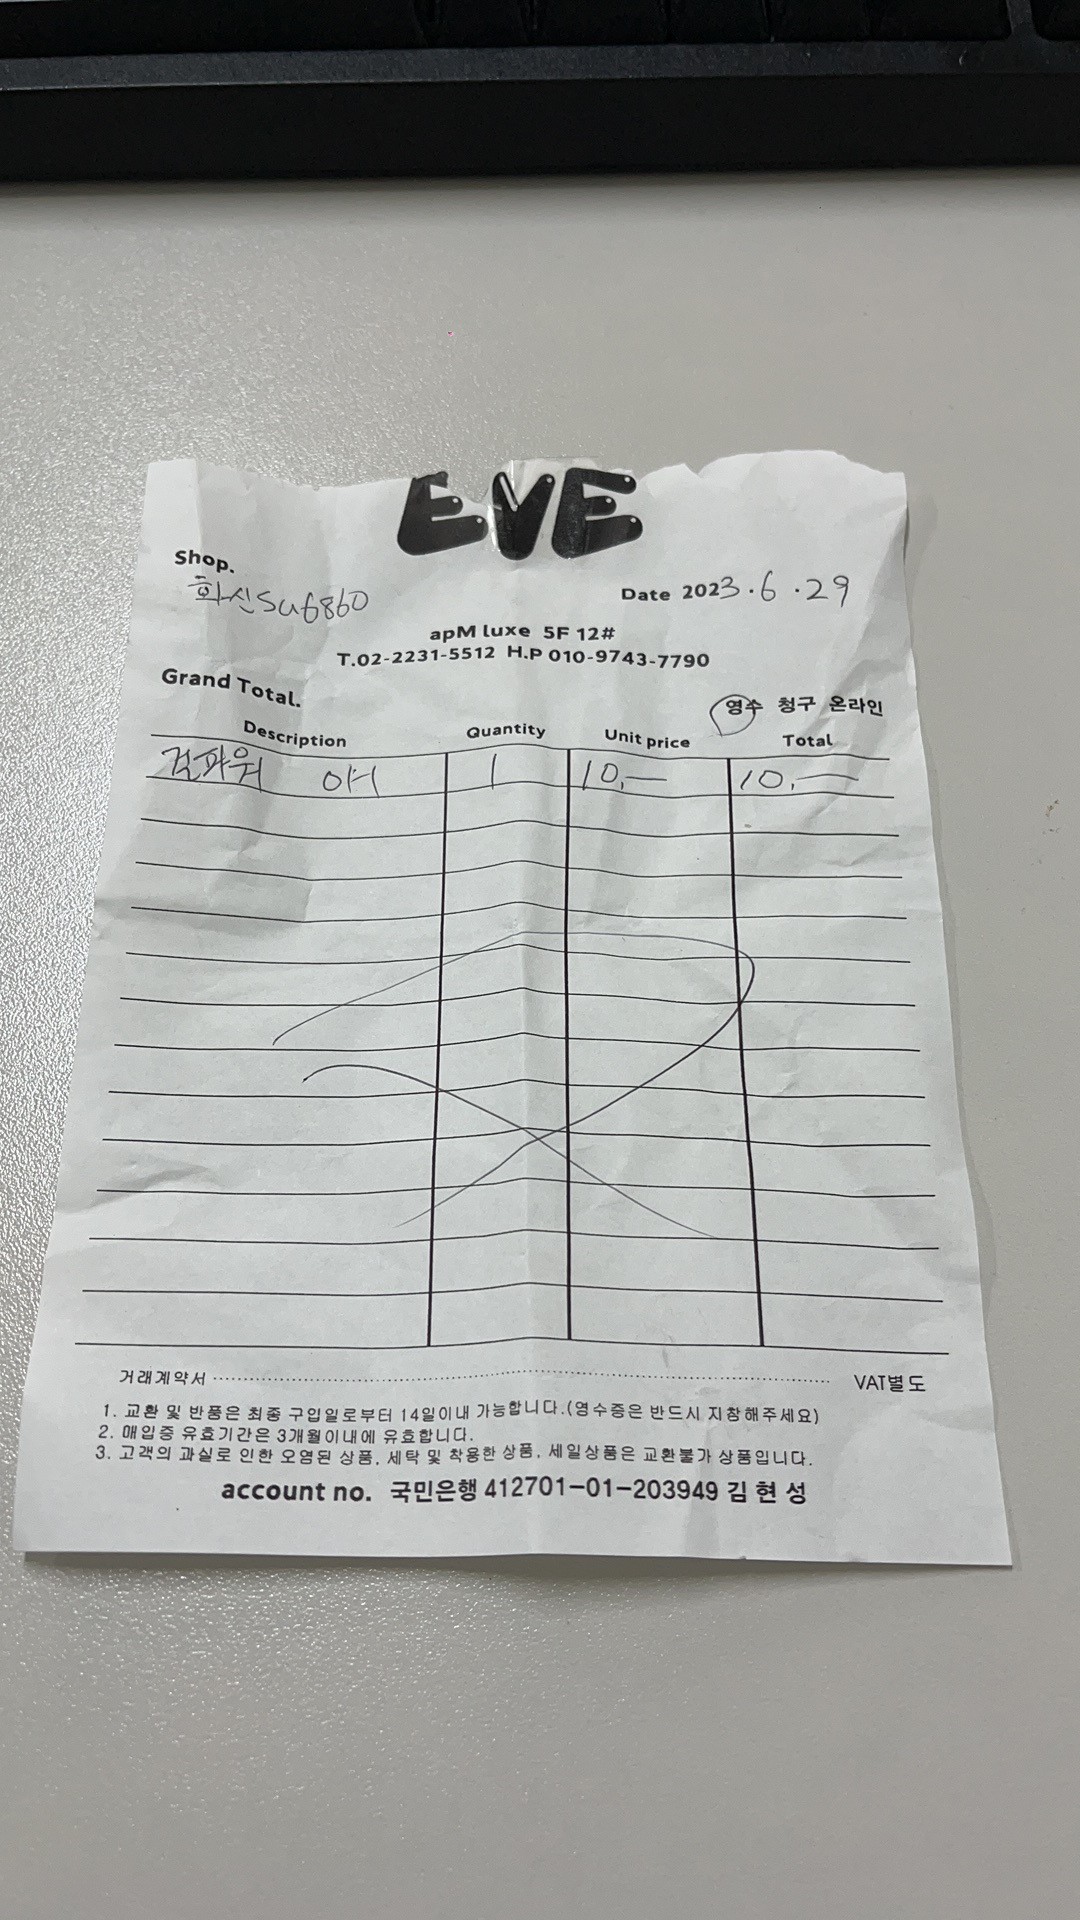 EVE
Shop.
화신SU6860
Date 2023.6.29
apM luxe 5F 12#
T.02-2231-5512 H.P 010-9743-7790
Grand Total.
영수 청구 온라인
Description Quantity Unit price Total
걸파워 아 1 10,— 10,—
거래계약서 VAT별도
1. 교환 및 반품은 최종 구입일로부터 14일이내 가능합니다.(영수증은 반드시 지참해주세요)
2. 매입증 유효기간은 3개월이내에 유효합니다.
3. 고객의 과실로 인한 오염된 상품, 세탁 및 착용한 상품, 세일상품은 교환불가 상품입니다.
account no. 국민은행 412701-01-203949 김 현 성